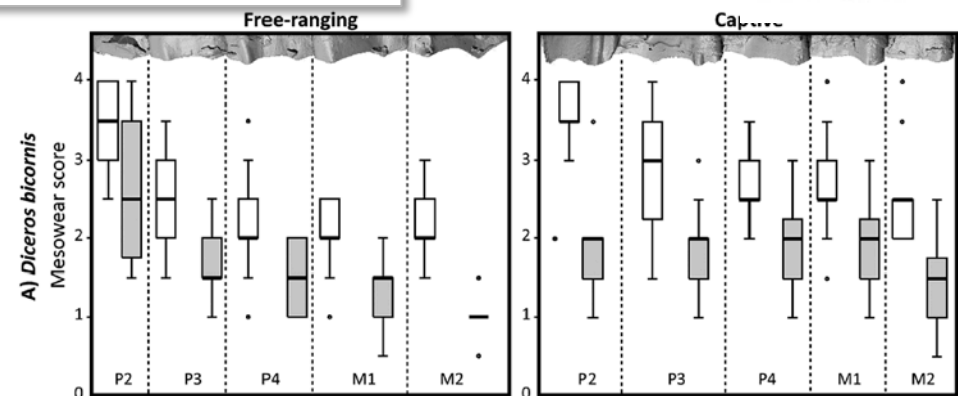 Free-ranging
Captive
A) Diceros bicornis
Mesowear score
4
3
2
1
0
P2 P3 P4 M1 M2
4
3
2
1
0
P2 P3 P4 M1 M2